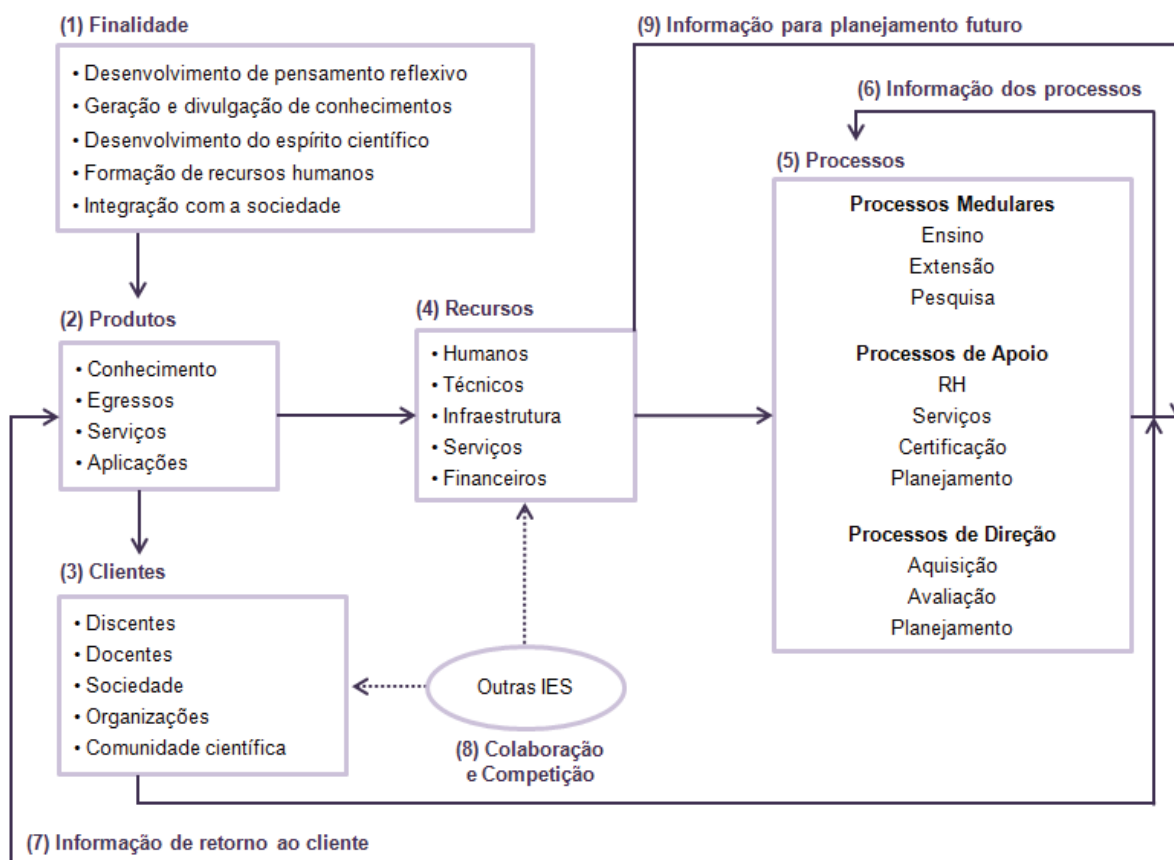 (1) Finalidade
• Desenvolvimento de pensamento reflexivo
• Geração e divulgação de conhecimentos
• Desenvolvimento do espírito científico
• Formação de recursos humanos
• Integração com a sociedade
(2) Produtos
• Conhecimento
• Egressos
• Serviços
• Aplicações
(3) Clientes
• Discentes
• Docentes
• Sociedade
• Organizações
• Comunidade científica
(4) Recursos
• Humanos
• Técnicos
• Infraestrutura
• Serviços
• Financeiros
Outras IES
(8) Colaboração
e Competição
(9) Informação para planejamento futuro
(6) Informação dos processos
(5) Processos
Processos Medulares
Ensino
Extensão
Pesquisa
Processos de Apoio
RH
Serviços
Certificação
Planejamento
Processos de Direção
Aquisição
Avaliação
Planejamento
(7) Informação de retorno ao cliente